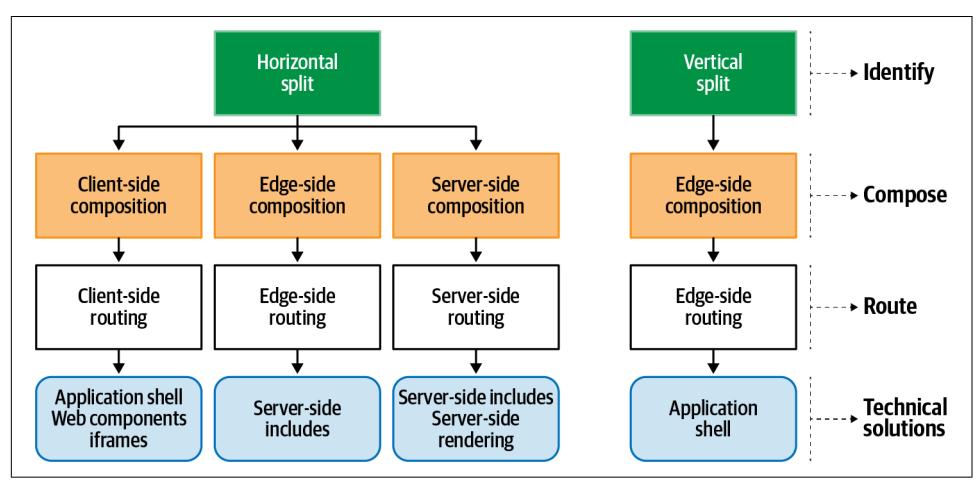 Horizontal
split
Vertical
split
Identify
Client-side
composition
Edge-side
composition
Server-side
composition
Edge-side
composition
Compose
Client-side
routing
Edge-side
routing
Server-side
routing
Edge-side
routing
Route
Application shell
Web components
iframes
Server-side
includes
Server-side includes
Server-side
rendering
Application
shell
Technical
solutions